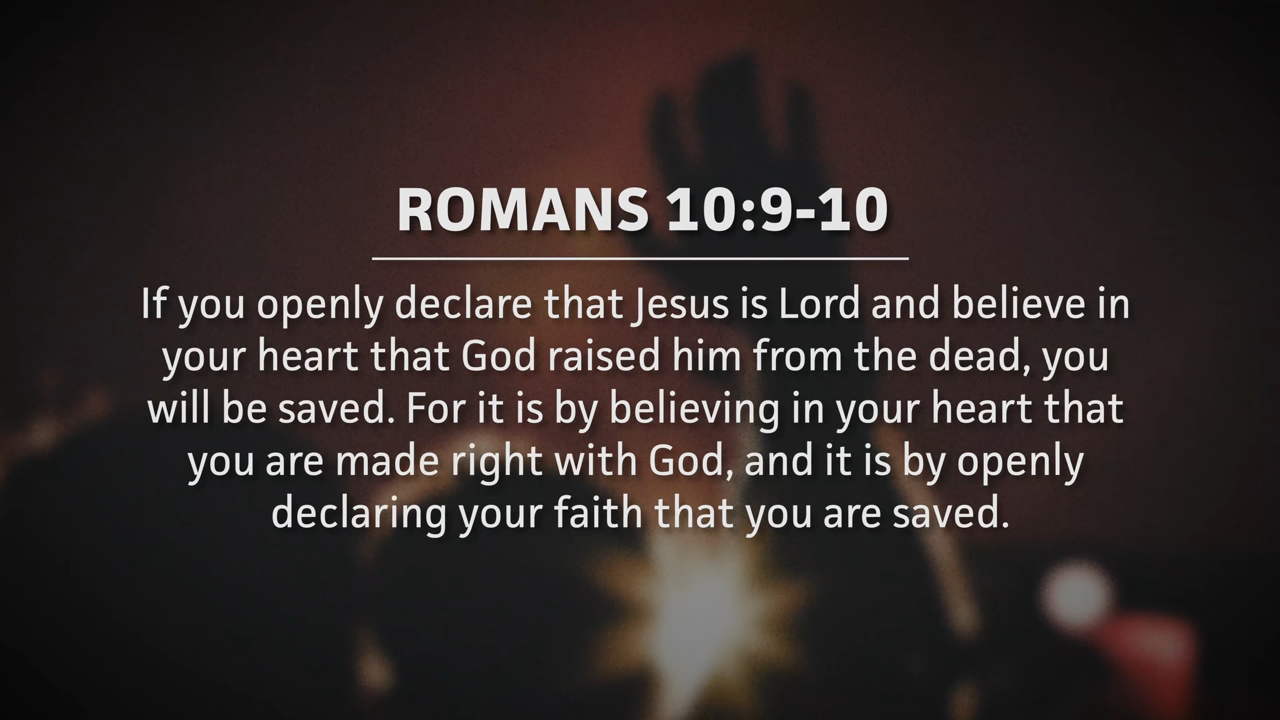 ROMANS 10:9-10
If you openly declare that Jesus is Lord and believe in
your heart that God raised him from the dead, you
will be saved. For it is by believing in your heart that
you are made right with God, and it is by openly
declaring your faith that you are saved.